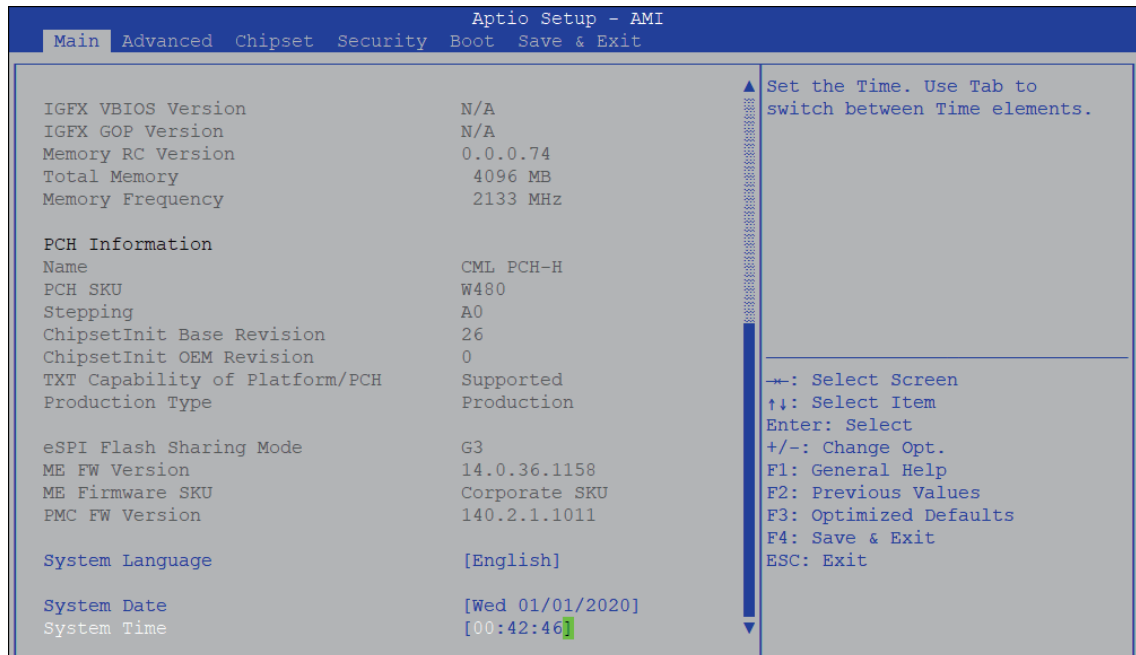 Aptio Setup – AMI
Main Advanced Chipset Security Boot Save & Exit
IGFX VBIOS Version N/A
IGFX GOP Version N/A
Memory RC Version 0.0.0.74
Total Memory 4096 MB
Memory Frequency 2133 MHz
PCH Information
Name CML PCH-H
PCH SKU W480
Stepping A0
ChipsetInit Base Revision 26
ChipsetInit OEM Revision 0
TXT Capability of Platform/PCH Supported
Production Type Production
eSPI Flash Sharing Mode G3
ME FW Version 14.0.36.1158
ME Firmware SKU Corporate SKU
PMC FW Version 140.2.1.1011
System Language [English]
System Date [Wed 01/01/2020]
System Time [00:42:46]
Set the Time. Use Tab to
switch between Time elements.
→←: Select Screen
↑↓: Select Item
Enter: Select
+/-: Change Opt.
F1: General Help
F2: Previous Values
F3: Optimized Defaults
F4: Save & Exit
ESC: Exit